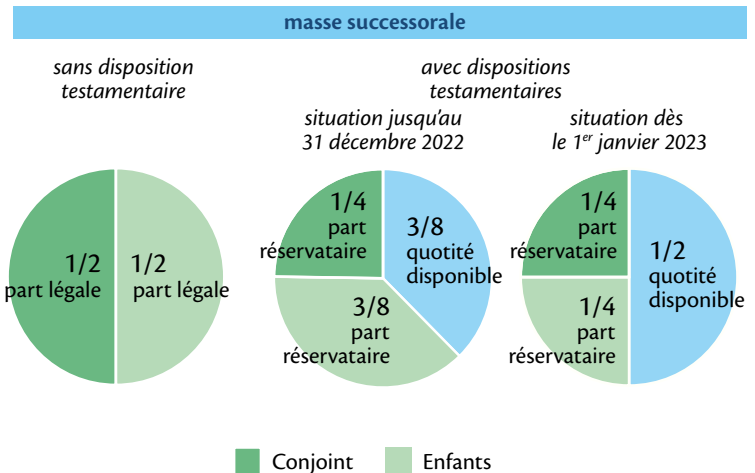 masse successorale
sans disposition
testamentaire
avec dispositions
testamentaires
situation jusqu'au
31 décembre 2022
situation dès
le 1er janvier 2023
1/2
part légale
1/2
part légale
1/4
part
réservataire
3/8
quotité
disponible
3/8
part
réservataire
1/4
part
réservataire
1/2
quotité
disponible
1/4
part
réservataire
Conjoint
Enfants